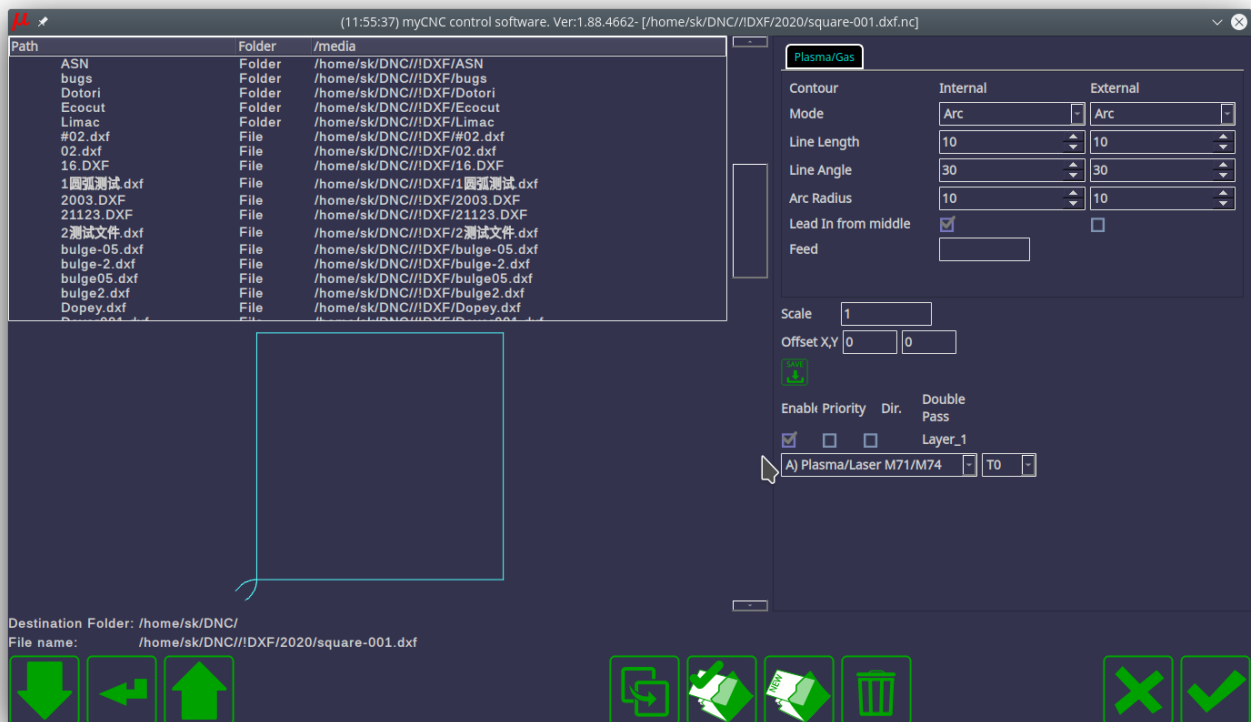 (11:55:37) myCNC control software. Ver:1.88.4662- [/home/sk/DNC//!DXF/2020/square-001.dxf.nc]
Path Folder /media
ASN Folder /home/sk/DNC//!DXF/ASN
bugs Folder /home/sk/DNC//!DXF/bugs
Dotori Folder /home/sk/DNC//!DXF/Dotori
Ecocut Folder /home/sk/DNC//!DXF/Ecocut
Limac Folder /home/sk/DNC//!DXF/Limac
#02.dxf File /home/sk/DNC//!DXF/#02.dxf
02.dxf File /home/sk/DNC//!DXF/02.dxf
16.DXF File /home/sk/DNC//!DXF/16.DXF
1圆弧测试.dxf File /home/sk/DNC//!DXF/1圆弧测试.dxf
2003.DXF File /home/sk/DNC//!DXF/2003.DXF
21123.DXF File /home/sk/DNC//!DXF/21123.DXF
2测试文件.dxf File /home/sk/DNC//!DXF/2测试文件.dxf
bulge-05.dxf File /home/sk/DNC//!DXF/bulge-05.dxf
bulge-2.dxf File /home/sk/DNC//!DXF/bulge-2.dxf
bulge05.dxf File /home/sk/DNC//!DXF/bulge05.dxf
bulge2.dxf File /home/sk/DNC//!DXF/bulge2.dxf
Dopey.dxf File /home/sk/DNC//!DXF/Dopey.dxf
Plasma/Gas
Contour Internal External
Mode Arc Arc
Line Length 10 10
Line Angle 30 30
Arc Radius 10 10
Lead In from middle
Feed
Scale 1
Offset X,Y 0 0
SAVE
Enabl Priority Dir. Double Pass
Layer_1
A) Plasma/Laser M71/M74 T0
Destination Folder: /home/sk/DNC/
File name: /home/sk/DNC//!DXF/2020/square-001.dxf
NEW